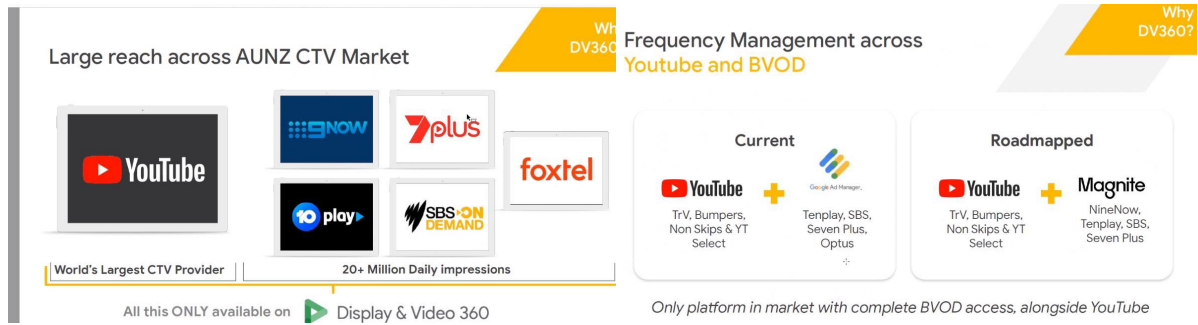 Wh
DV360
Large reach across AUNZ CTV Market
YouTube
9NOW
7plus
foxtel
10 play
SBS ON
DEMAND
World's Largest CTV Provider
20+ Million Daily impressions
All this ONLY available on Display & Video 360
Why
DV360?
Frequency Management across
Youtube and BVOD
Current
YouTube
TrV, Bumpers,
Non Skips & YT
Select
Google Ad Manager
Tenplay, SBS,
Seven Plus,
Optus
Roadmapped
YouTube
TrV, Bumpers,
Non Skips & YT
Select
Magnite
NineNow,
Tenplay, SBS,
Seven Plus
Only platform in market with complete BVOD access, alongside YouTube